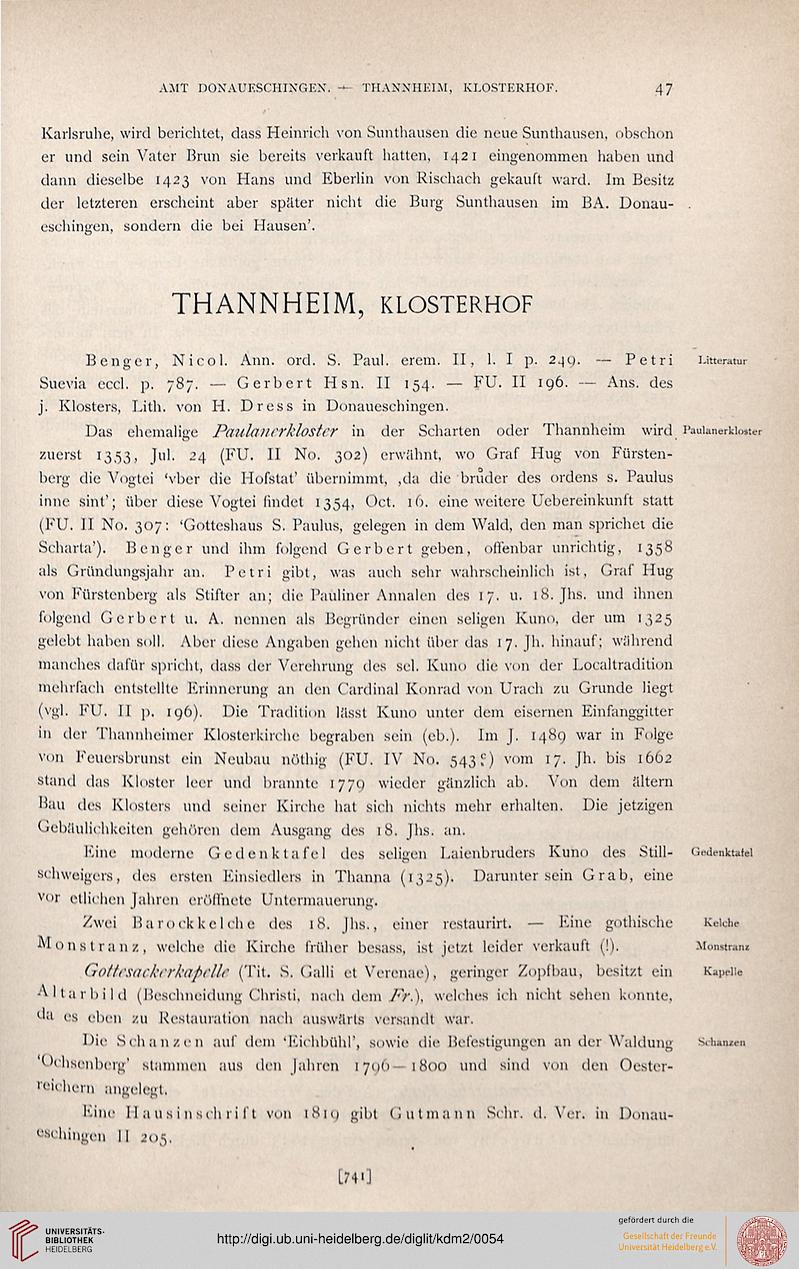 AMT DONAUESCHINGEN. — THANNHEIM, KLOSTERHOF. 47
Karlsruhe, wird berichtet, dass Heinrich von Sunthausen die neue Sunthausen, obschon
er und sein Vater Brun sie bereits verkauft hatten, 1421 eingenommen haben und
dann dieselbe 1423 von Hans und Eberlin von Rischach gekauft ward. Im Besitz
der letzteren erscheint aber später nicht die Burg Sunthausen im BA. Donau-
eschingen, sondern die bei Hausen'.
THANNHEIM, KLOSTERHOF
Benger, Nicol. Ann. ord. S. Paul. erem. II, l. I p. 249. — Petri Litteratur
Suevia eccl. p. 787. — Gerbert Hsn. II 154. — FU. II 196. — Ans. des
j. Klosters, Lith. von H. Dress in Donaueschingen.
Das ehemalige Paulanerkloster in der Scharten oder Thannheim wird Paulanerkloster
zuerst 1353, Jul. 24 (FU. II No. 302) erwähnt, wo Graf Hug von Fürsten-
berg die Vogtei ‘vber die Hofstat’ übernimmt, ‚da die brůder des ordens s. Paulus
inne sint’; über diese Vogtei findet 1354, Oct. 16. eine weitere Uebereinkunft statt
(FU. II No. 307: ‘Gotteshaus S. Paulus, gelegen in dem Wald, den man sprichet die
Scharta’). Benger und ihm folgend Gerbert geben, offenbar unrichtig, 1358
als Gründungsjahr an. Petri gibt, was auch sehr wahrscheinlich ist, Graf Hug
von Fürstenberg als Stifter an; die Pauliner Annalen des 17. u. 18. Jhs. und ihnen
folgend Gerbert u. A. nennen als Begründer einen seligen Kuno, der um 1325
gelebt haben soll. Aber diese Angaben gehen nicht über das 17. Jh. hinauf; während
manches dafür spricht, dass der Verehrung des sel. Kuno die von der Localtradition
mehrfach entstellte Erinnerung an den Cardinal Konrad von Urach zu Grunde liegt
(vgl. FU. II p. 196). Die Tradition lässt Kuno unter dem eisernen Einfanggitter
in der Thannheimer Klosterkirche begraben sein (eb.). Im J. 1489 war in Folge
von Feuersbrunst ein Neubau nöthig (FU. IV No. 543?) vom 17. Jh. bis 1662
stand das Kloster leer und brannte 1779 wieder gänzlich ab. Von dem ältern
Bau des Klosters und seiner Kirche hat sich nichts mehr erhalten. Die jetzigen
Gebäulichkeiten gehören dem Ausgang des 18. Jhs. an.
Eine moderne Gedenktafel des seligen Laienbruders Kuno des Still- Gedenktafel
schweigers, des ersten Einsiedlers in Thanna (1325). Darunter sein Grab, eine
vor etlichen Jahren eröffnete Untermauerung.
Zwei Barockkelche des 18. Jhs., einer restaurirt. — Eine gothische Kelche
Monstranz, welche die Kirche früher besass, ist jetzt leider verkauft (!). Monstranz
Gottesackerkapelle (Tit. S. Galli et Verenae), geringer Zopfbau, besitzt ein Kapelle
Altarbild (Beschneidung Christi, nach dem Fr.), welches ich nicht sehen konnte,
da es eben zu Restauration nach auswärts versandt war.
Die Schanzen auf dem ‘Eichbühl’, sowie die Befestigungen an der Waldung Schanzen
‘Ochsenberg’ stammen aus den Jahren 1796—1800 und sind von den Oester-
reichern angelegt.
Eine Hausinschrift von 1819 gibt Gutmann Schr. d. Ver. in Donau-
eschingen II 205.
[741]
UNIVERSITÄTS-
BIBLIOTHEK
HEIDELBERG
http://digi.ub.uni-heidelberg.de/diglit/kdm2/0054
gefördert durch die
Gesellschaft der Freunde
Universität Heidelberg e.V.